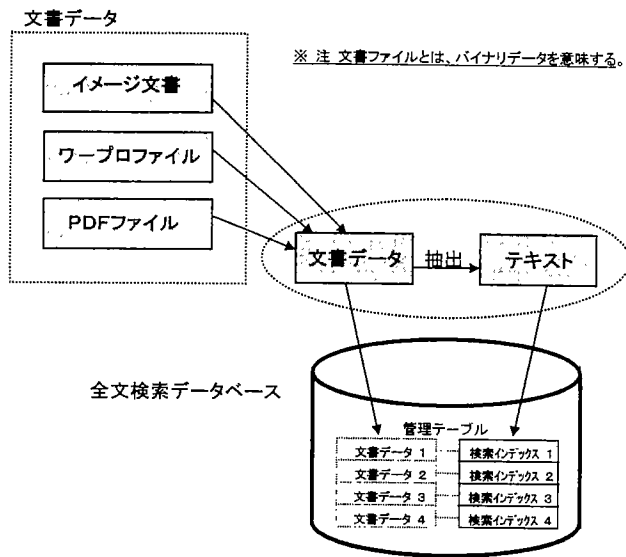 文書データ
※ 注 文書ファイルとは、バイナリデータを意味する。
イメージ文書
ワープロファイル
PDFファイル
文書データ
抽出
テキスト
全文検索データベース
管理テーブル
文書データ 1
検索インデックス 1
文書データ 2
検索インデックス 2
文書データ 3
検索インデックス 3
文書データ 4
検索インデックス 4